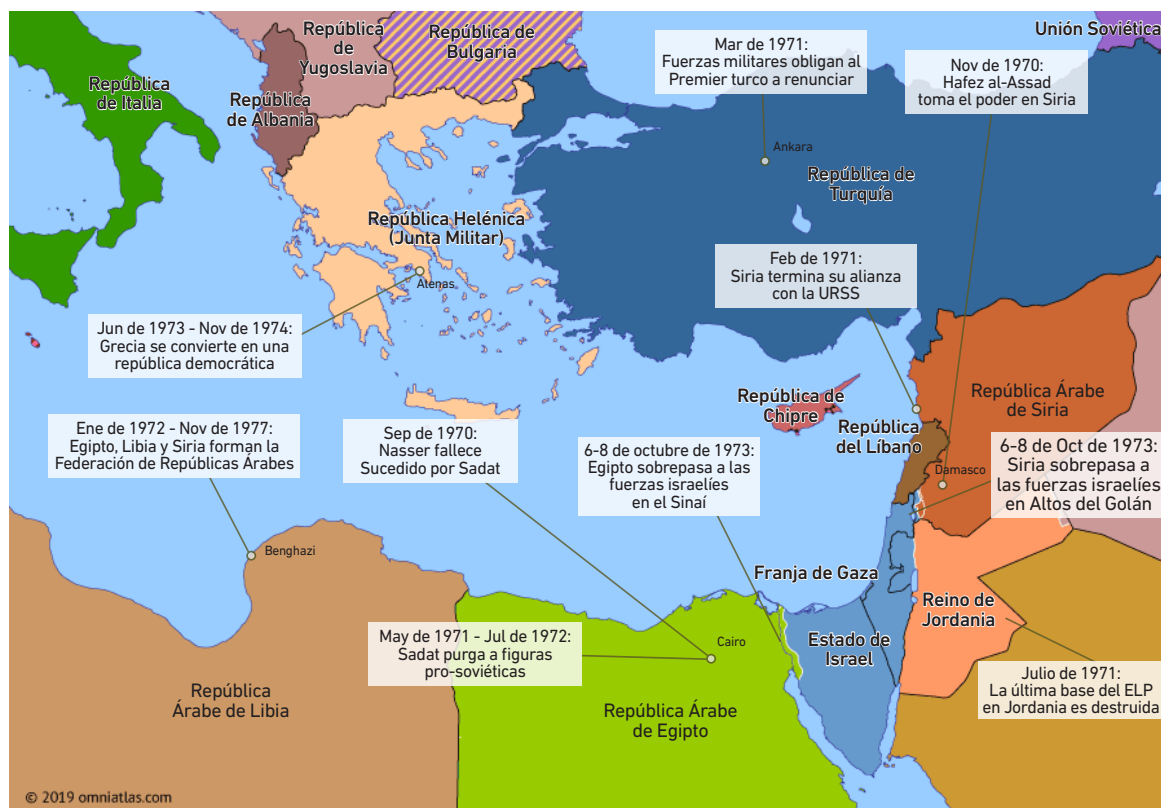 República
de Italia
República
de Albania
República
de
Yugoslavia
República de
Bulgaria
Mar de 1971:
Fuerzas militares obligan al
Premier turco a renunciar
Unión Soviética
Nov de 1970:
Hafez al-Assad
toma el poder en Siria
Ankara
República de
Turquía
República Helénica
(Junta Militar)
Atenas
Feb de 1971:
Siria termina su alianza
con la URSS
Jun de 1973 - Nov de 1974:
Grecia se convierte en una
república democrática
República de
Chipre
República Árabe
de Siria
República
del Líbano
Damasco
Ene de 1972 - Nov de 1977:
Egipto, Libia y Siria forman la
Federación de Repúblicas Árabes
Sep de 1970:
Nasser fallece
Sucedido por Sadat
6-8 de octubre de 1973:
Egipto sobrepasa a las
fuerzas israelíes
en el Sinaí
6-8 de Oct de 1973:
Siria sobrepasa a
las fuerzas israelíes
en Altos del Golán
Benghazi
Franja de Gaza
Reino de
Jordania
Estado de
Israel
May de 1971 - Jul de 1972:
Sadat purga a figuras
pro-soviéticas
Cairo
Julio de 1971:
La última base del ELP
en Jordania es destruida
República
Árabe de Libia
República Árabe
de Egipto
© 2019 omniatlas.com